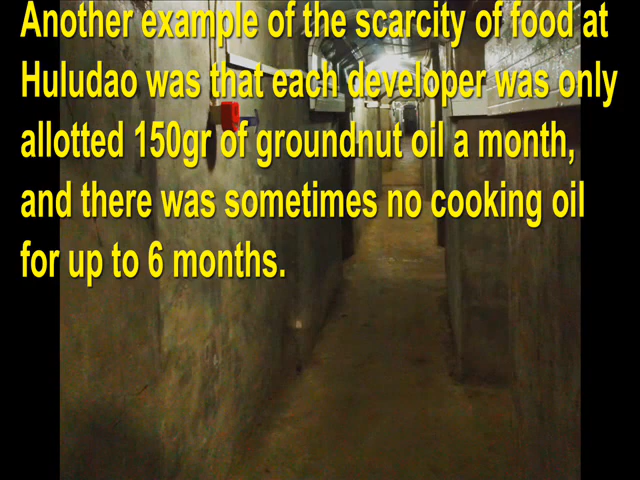 Another example of the scarcity of food at
Huludao was that each developer was only
allotted 150gr of groundnut oil a month,
and there was sometimes no cooking oil
for up to 6 months.